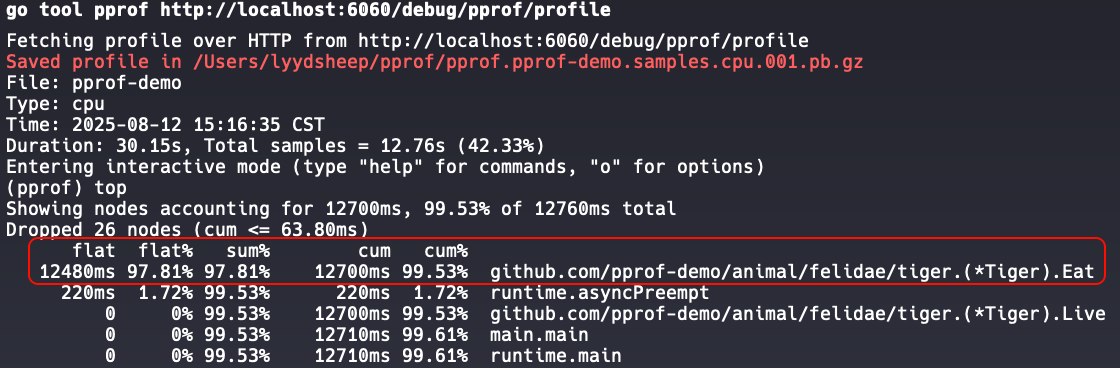 go tool pprof http://localhost:6060/debug/pprof/profile
Fetching profile over HTTP from http://localhost:6060/debug/pprof/profile
Saved profile in /Users/lyydsheep/pprof/pprof.pprof-demo.samples.cpu.001.pb.gz
File: pprof-demo
Type: cpu
Time: 2025-08-12 15:16:35 CST
Duration: 30.15s, Total samples = 12.76s (42.33%)
Entering interactive mode (type "help" for commands, "o" for options)
(pprof) top
Showing nodes accounting for 12700ms, 99.53% of 12760ms total
Dropped 26 nodes (cum <= 63.80ms)
flat flat% sum% cum cum%
12480ms 97.81% 97.81% 12700ms 99.53% github.com/pprof-demo/animal/felidae/tiger.(*Tiger).Eat
220ms 1.72% 99.53% 220ms 1.72% runtime.asyncPreempt
0 0% 99.53% 12700ms 99.53% github.com/pprof-demo/animal/felidae/tiger.(*Tiger).Live
0 0% 99.53% 12710ms 99.61% main.main
0 0% 99.53% 12710ms 99.61% runtime.main